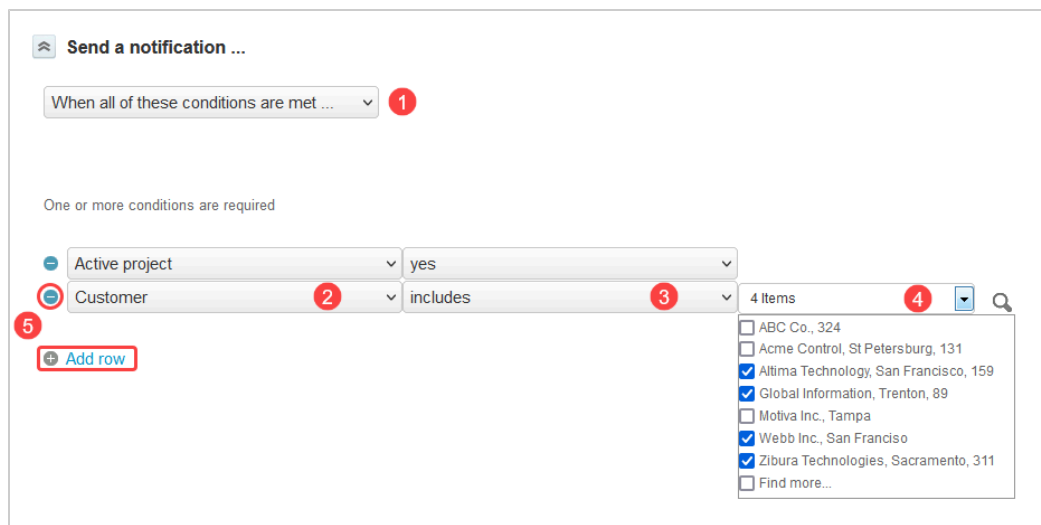 Send a notification ...
When all of these conditions are met ... 1
One or more conditions are required
Active project yes
Customer 2 includes 3 4 Items 4
5
ABC Co., 324
Acme Control, St Petersburg, 131
Add row
Altima Technology, San Francisco, 159
Global Information, Trenton, 89
Motiva Inc., Tampa
Webb Inc., San Franciso
Zibura Technologies, Sacramento, 311
Find more...